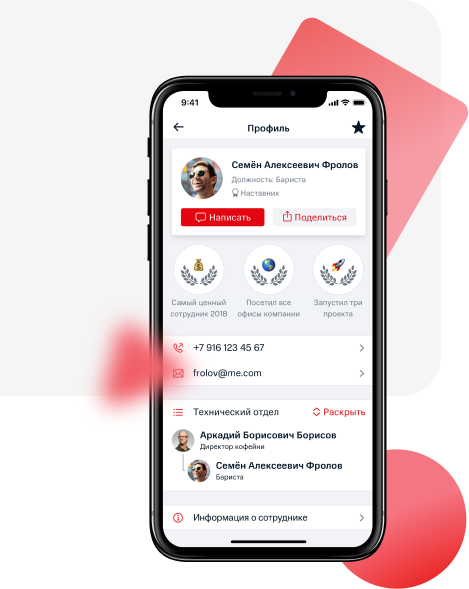 9:41
Профиль
Семён Алексеевич Фролов
Должность: Бариста
Наставник
Написать
Поделиться
Самый ценный
сотрудник 2018
Посетил все
офисы компании
Запустил три
проекта
+7 916 123 45 67
frolov@me.com
Технический отдел
Раскрыть
Аркадий Борисович Борисов
Директор кофейни
Семён Алексеевич Фролов
Бариста
Информация о сотруднике